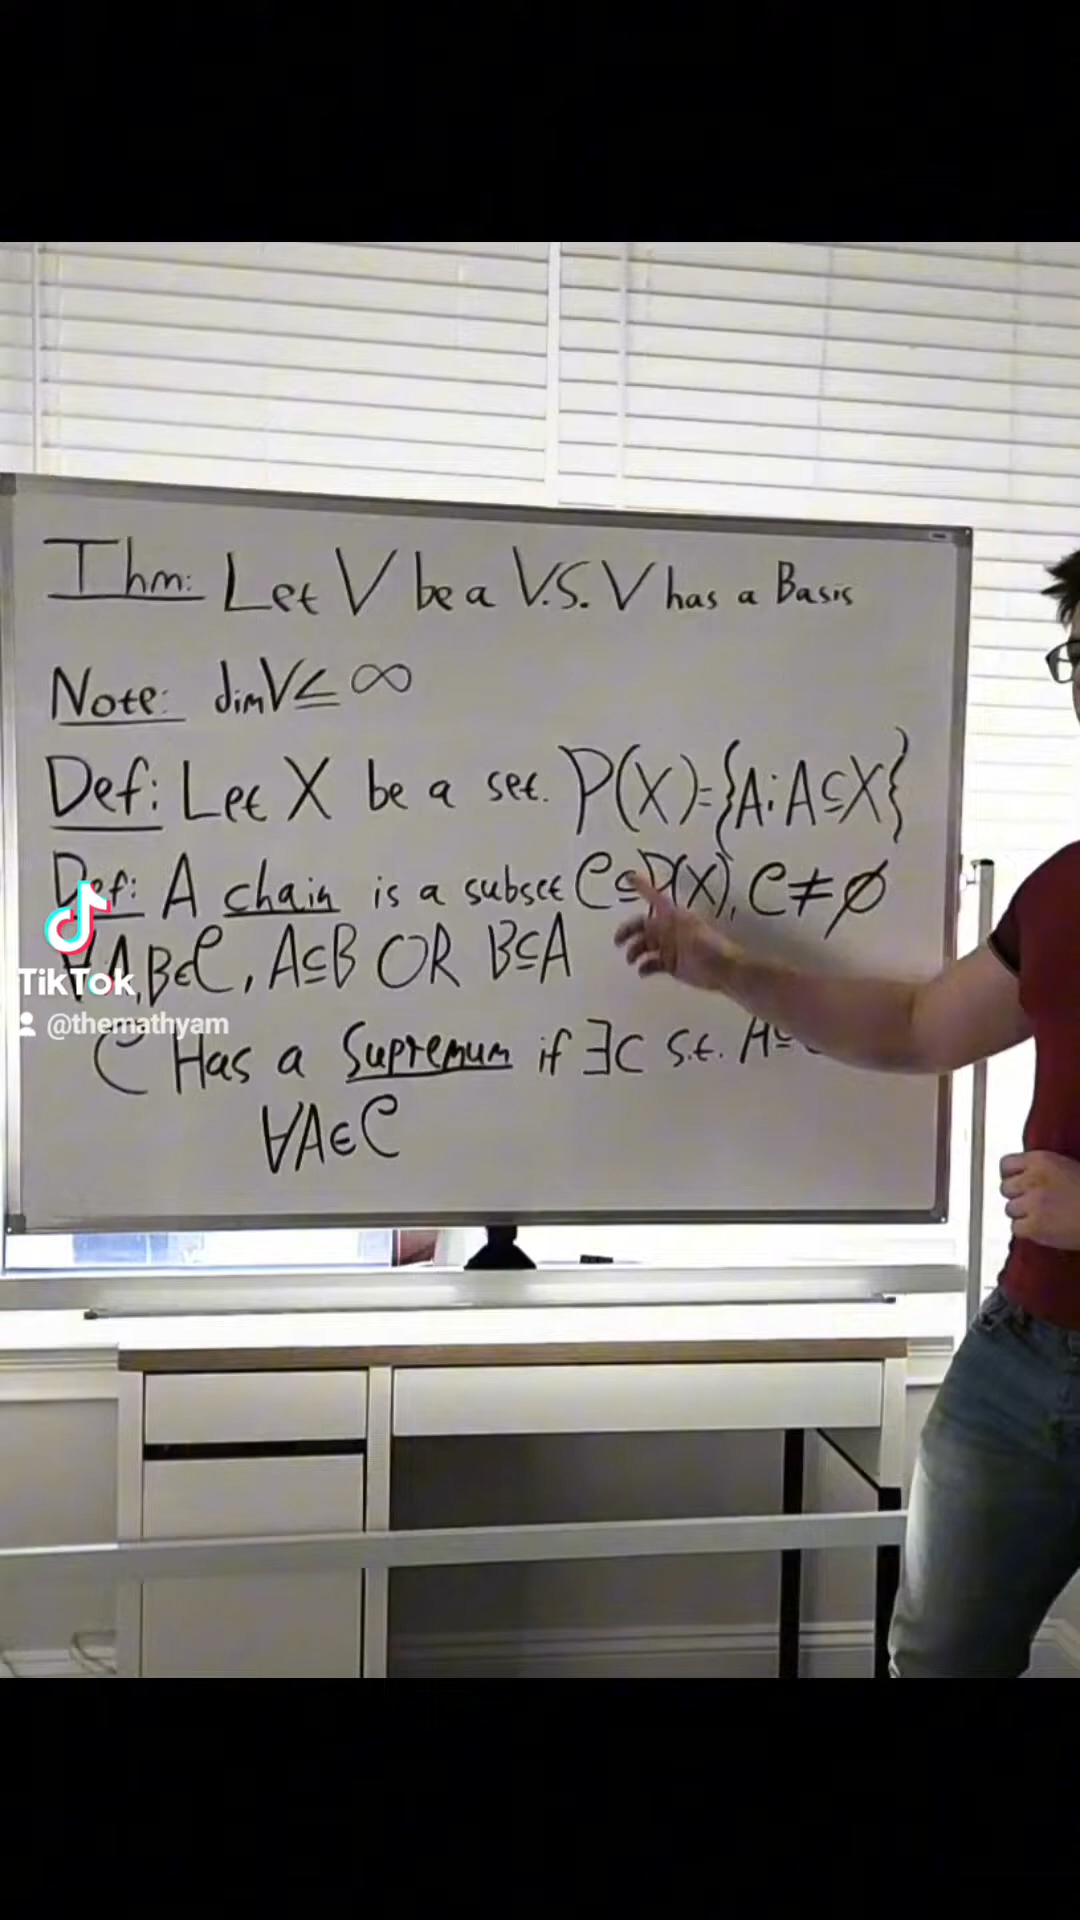 Thm: Let V be a V.S. V has a Basis
Note: dimV ≤ ∞
Def: Let X be a set. P(X)={A: A⊆X}
Def: A chain is a subset C⊆P(X), C≠∅
∀A,B∈C, A⊆B OR B⊆A
TikTok
@themathyam
C Has a Supremum if ∃C s.t. A⊆
∀A∈C